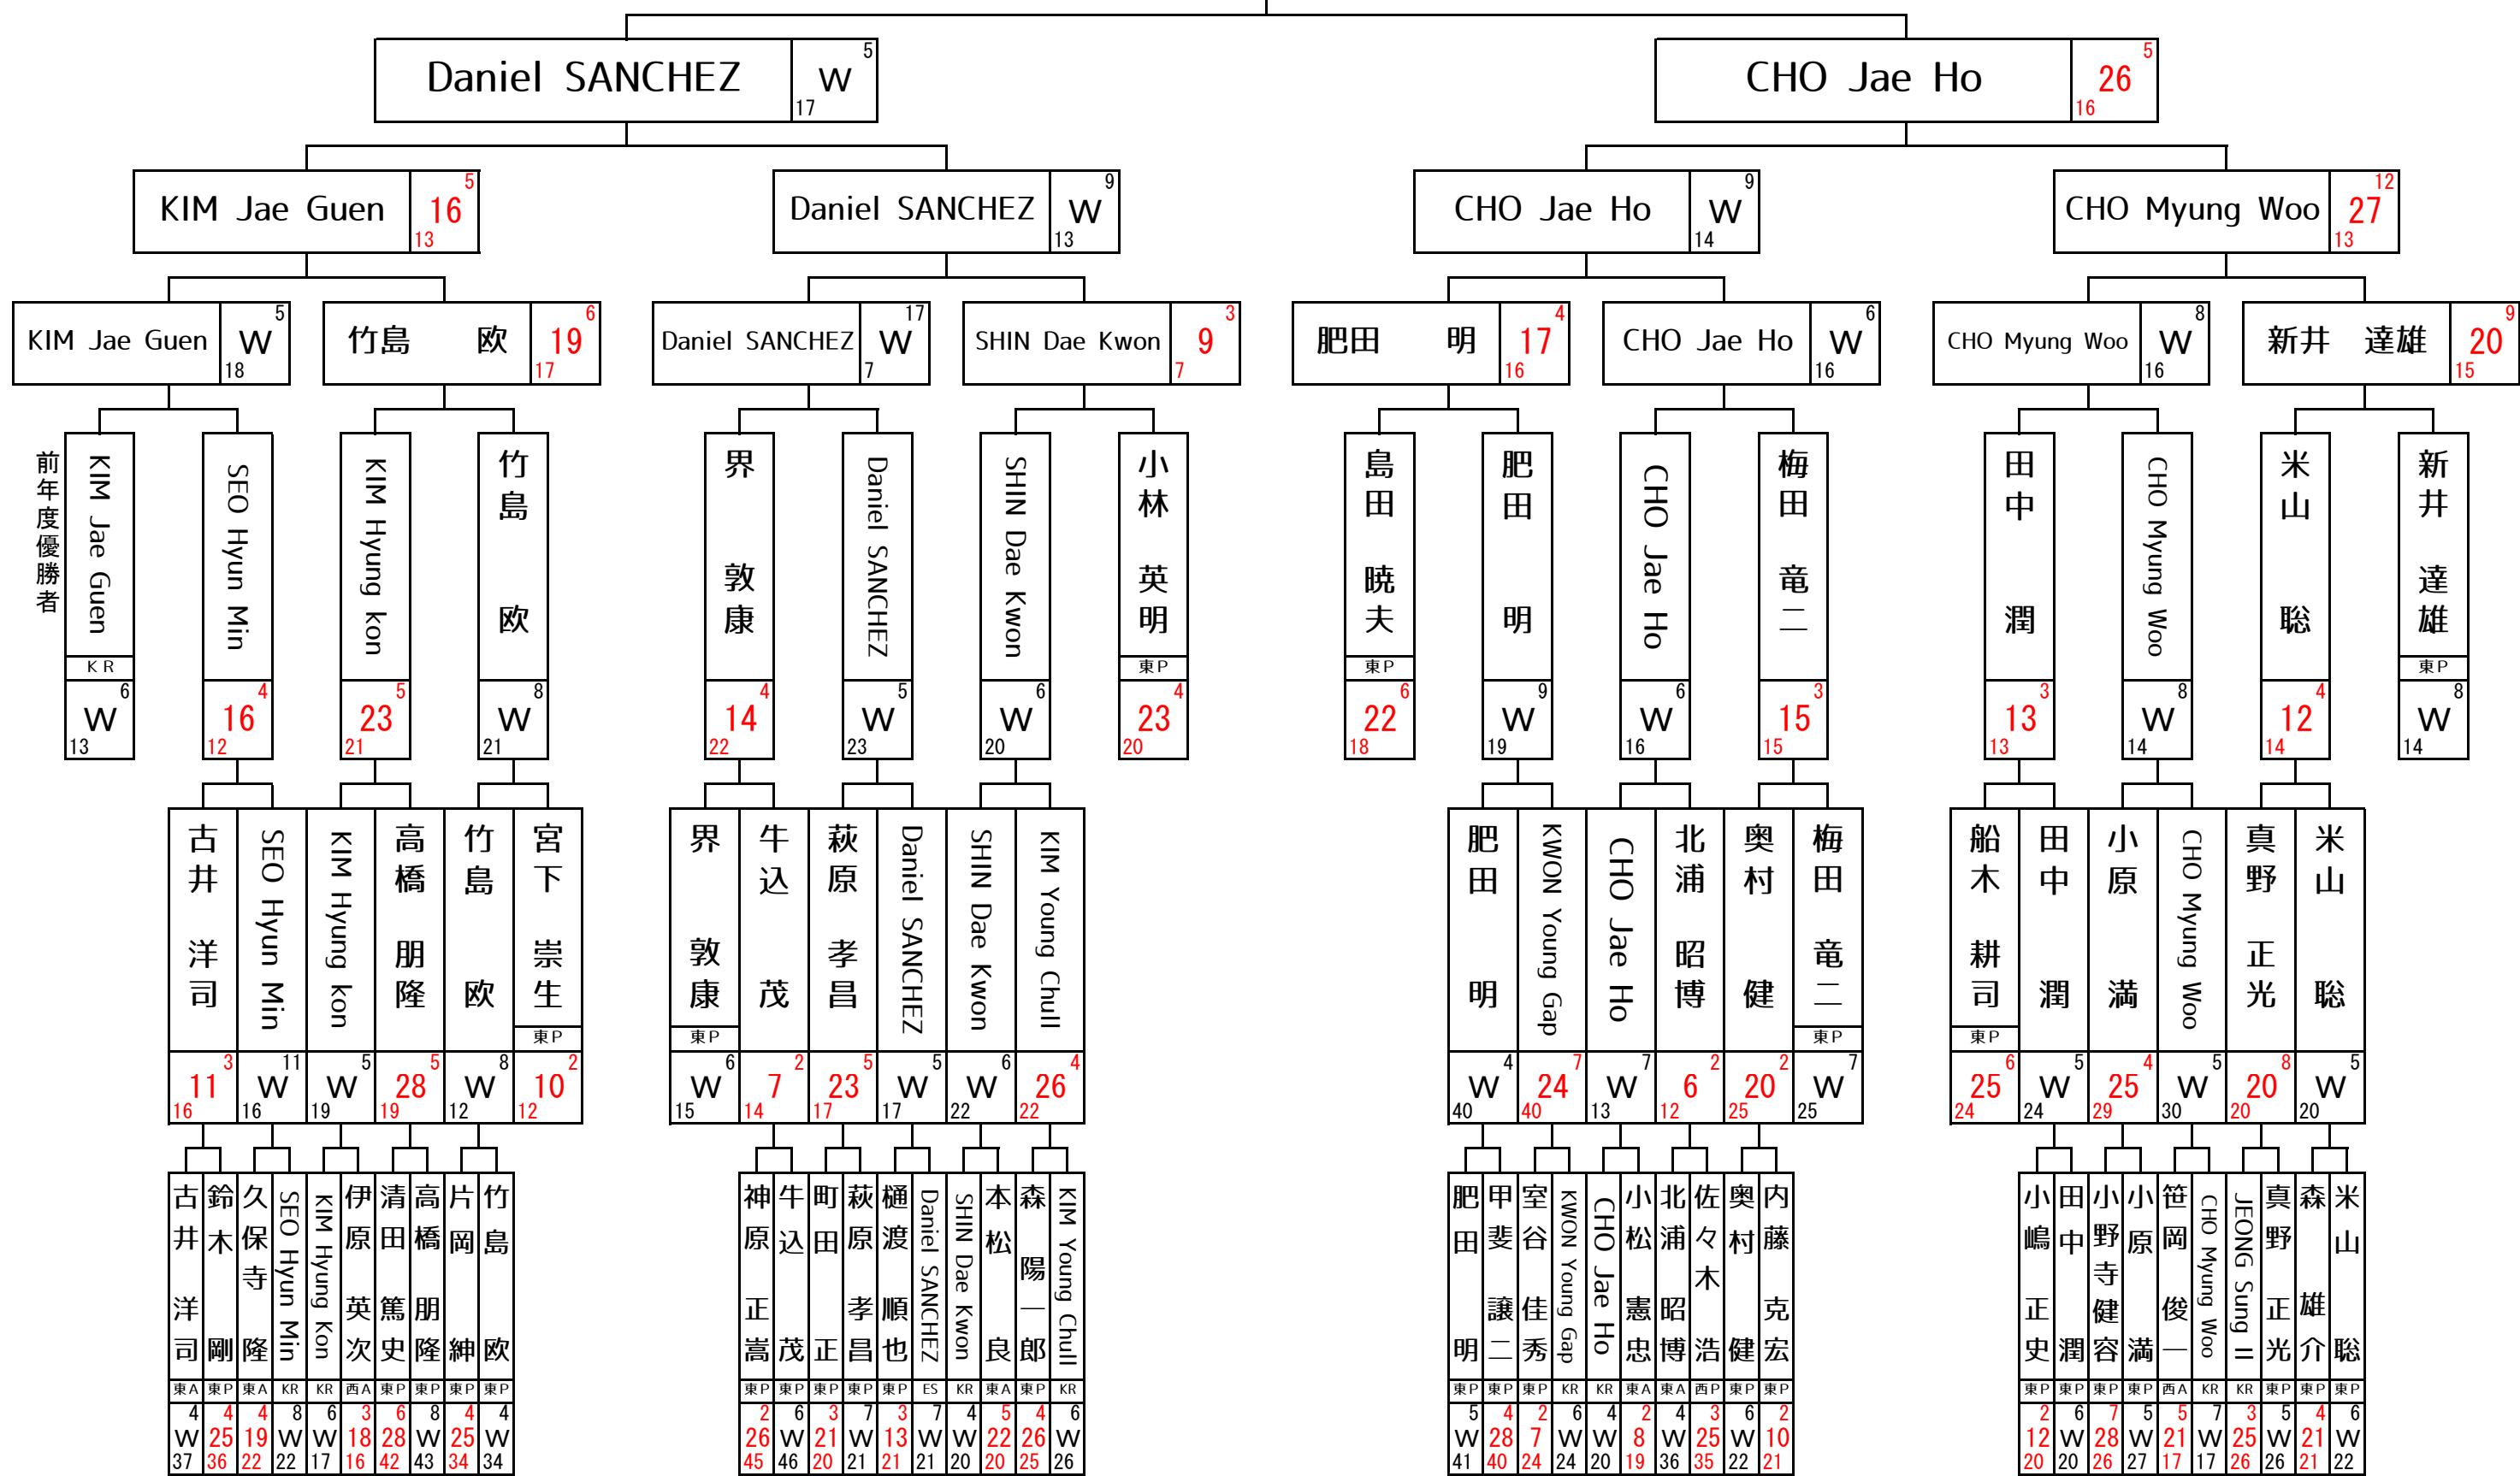 Daniel SANCHEZ W 5 17
CHO Jae Ho 26 5 16
KIM Jae Guen 16 5 13
Daniel SANCHEZ W 9 13
CHO Jae Ho W 9 14
CHO Myung Woo 27 12 13
KIM Jae Guen W 5 18
竹島 欧 19 6 17
Daniel SANCHEZ W 17 7
SHIN Dae Kwon 9 3 7
肥田 明 17 4 16
CHO Jae Ho W 6 16
CHO Myung Woo W 8 16
新井 達雄 20 9 15
前年度優勝者
KIM Jae Guen KR W 6 13
SEO Hyun Min 16 4 12
KIM Hyung kon 23 5 21
竹島 欧 W 8 21
界 敦康 14 4 22
Daniel SANCHEZ W 5 23
SHIN Dae Kwon W 6 20
小林 英明 東P 23 4 20
島田 暁夫 東P 22 6 18
肥田 明 W 9 19
CHO Jae Ho W 6 16
梅田 竜二 15 3 15
田中 潤 13 3 13
CHO Myung Woo W 8 14
米山 聡 12 4 14
新井 達雄 東P W 8 14
古井 洋司 11 3 16
SEO Hyun Min W 11 16
KIM Hyung kon W 5 19
高橋 朋隆 28 5 19
竹島 欧 W 8 12
宮下 崇生 東P 10 2 12
界 敦康 東P W 6 15
牛込 茂 7 2 14
萩原 孝昌 23 5 17
Daniel SANCHEZ W 5 17
SHIN Dae Kwon W 6 22
KIM Young Chull 26 4 22
肥田 明 W 4 40
KWON Young Gap 24 7 40
CHO Jae Ho W 7 13
北浦 昭博 6 2 12
奥村 健 20 2 25
梅田 竜二 東P W 7 25
船木 耕司 東P 25 6 24
田中 潤 W 5 24
小原 満 25 4 29
CHO Myung Woo W 5 30
真野 正光 20 8 20
米山 聡 W 5 20
古井 洋司 東A 4 W 37
鈴木 剛 東P 4 25 36
久保寺 隆 東A 4 19 22
SEO Hyun Min KR 8 W 22
KIM Hyung Kon KR 6 W 17
伊原 英次 西A 3 18 16
清田 篤史 東P 6 28 42
高橋 朋隆 東P 8 W 43
片岡 紳 東P 4 25 34
竹島 欧 東P 4 W 34
神原 正嵩 東P 2 26 45
牛込 茂 東P 6 W 46
町田 正 東P 3 21 20
萩原 孝昌 東P 7 W 21
樋渡 順也 東P 3 13 21
Daniel SANCHEZ ES 7 W 21
SHIN Dae Kwon KR 4 W 20
本松 良 東A 5 22 20
森 陽一郎 東P 4 26 25
KIM Young Chull KR 6 W 26
肥田 明 東P 5 W 41
甲斐 譲二 東P 4 28 40
室谷 佳秀 東P 2 7 24
KWON Young Gap KR 6 W 24
CHO Jae Ho KR 4 W 20
小松 憲忠 東A 2 8 19
北浦 昭博 東A 4 W 36
佐々木 浩 西P 3 25 35
奥村 健 東P 6 W 22
内藤 克宏 東P 2 10 21
小嶋 正史 東P 2 12 20
田中 潤 東P 6 W 20
小野寺 健容 東P 7 28 26
小原 満 東P 5 W 27
笹岡 俊一 西A 5 21 17
CHO Myung Woo KR 7 W 17
JEONG Sung Il KR 3 25 26
真野 正光 東P 5 W 26
森 雄介 東P 4 21 21
米山 聡 東P 6 W 22